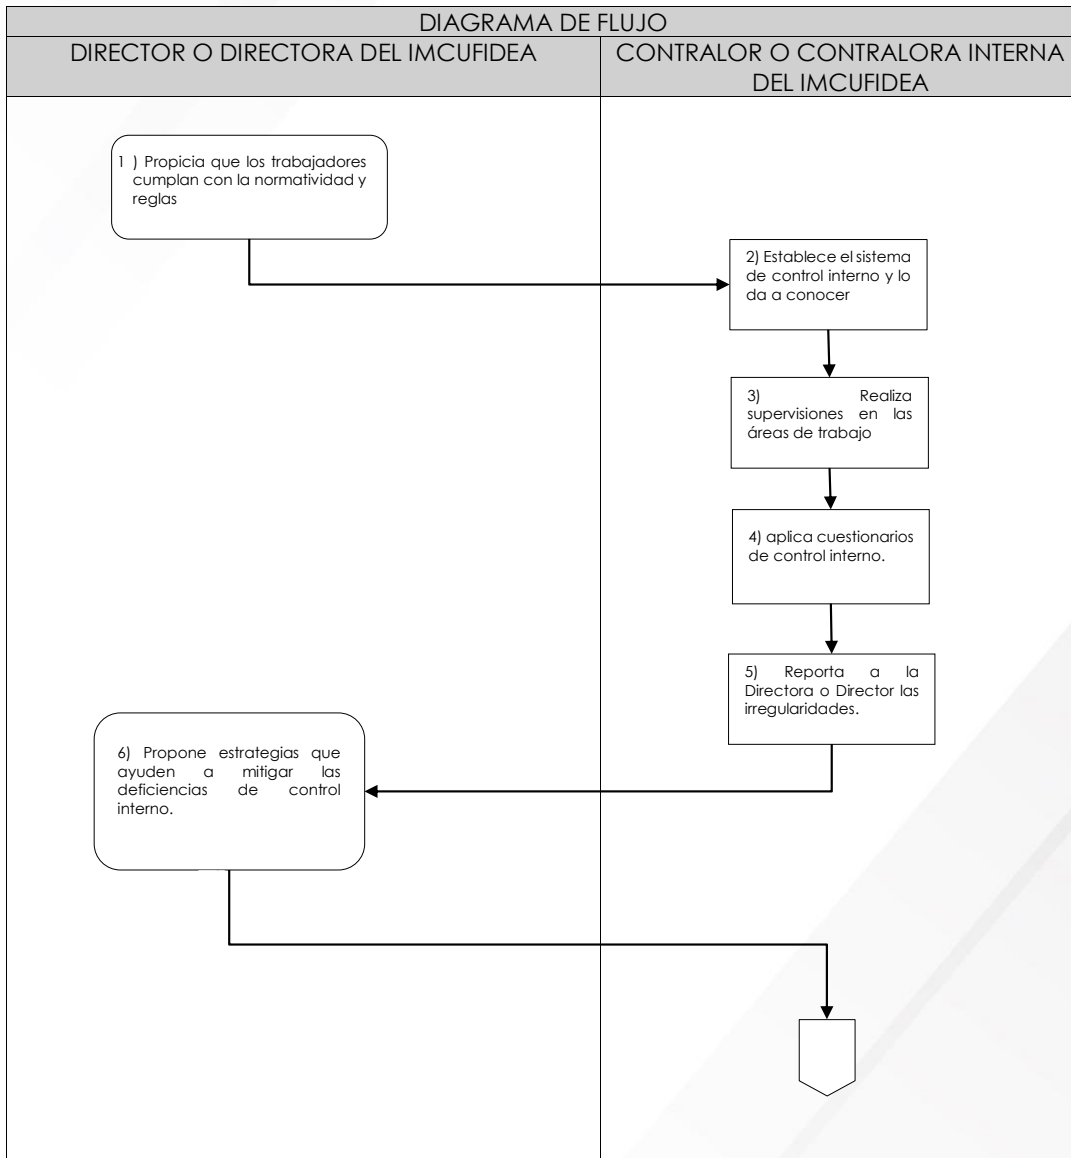 DIAGRAMA DE FLUJO
DIRECTOR O DIRECTORA DEL IMCUFIDEA
CONTRALOR O CONTRALORA INTERNA
DEL IMCUFIDEA
1 ) Propicia que los trabajadores
cumplan con la normatividad y
reglas
2) Establece el sistema
de control interno y lo
da a conocer
3) Realiza
supervisiones en las
áreas de trabajo
4) aplica cuestionarios
de control interno.
5) Reporta a la
Directora o Director las
irregularidades.
6) Propone estrategias que
ayuden a mitigar las
deficiencias de control
interno.